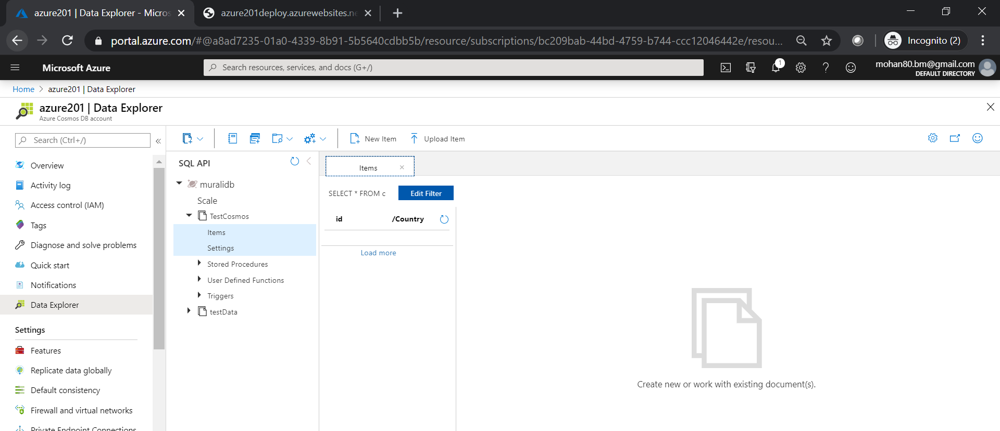 azure201 | Data Explorer - Micros
azure201deploy.azurewebsites.ne
portal.azure.com/#@a8ad7235-01a0-4339-8b91-5b5640cdbb5b/resource/subscriptions/bc209bab-44bd-4759-b744-ccc12046442e/resou...
Incognito (2)
Microsoft Azure
Search resources, services, and docs (G+/)
1
mohan80.bm@gmail.com
DEFAULT DIRECTORY
Home > azure201 | Data Explorer
azure201 | Data Explorer
Azure Cosmos DB account
Search (Ctrl+/)
New Item
Upload Item
Overview
Activity log
Access control (IAM)
Tags
Diagnose and solve problems
Quick start
Notifications
Data Explorer
Settings
Features
Replicate data globally
Default consistency
Firewall and virtual networks
Private Endpoint Connections
SQL API
muralidb
Scale
TestCosmos
Items
Settings
Stored Procedures
User Defined Functions
Triggers
testData
Items
SELECT * FROM c
Edit Filter
id
/Country
Load more
Create new or work with existing document(s).